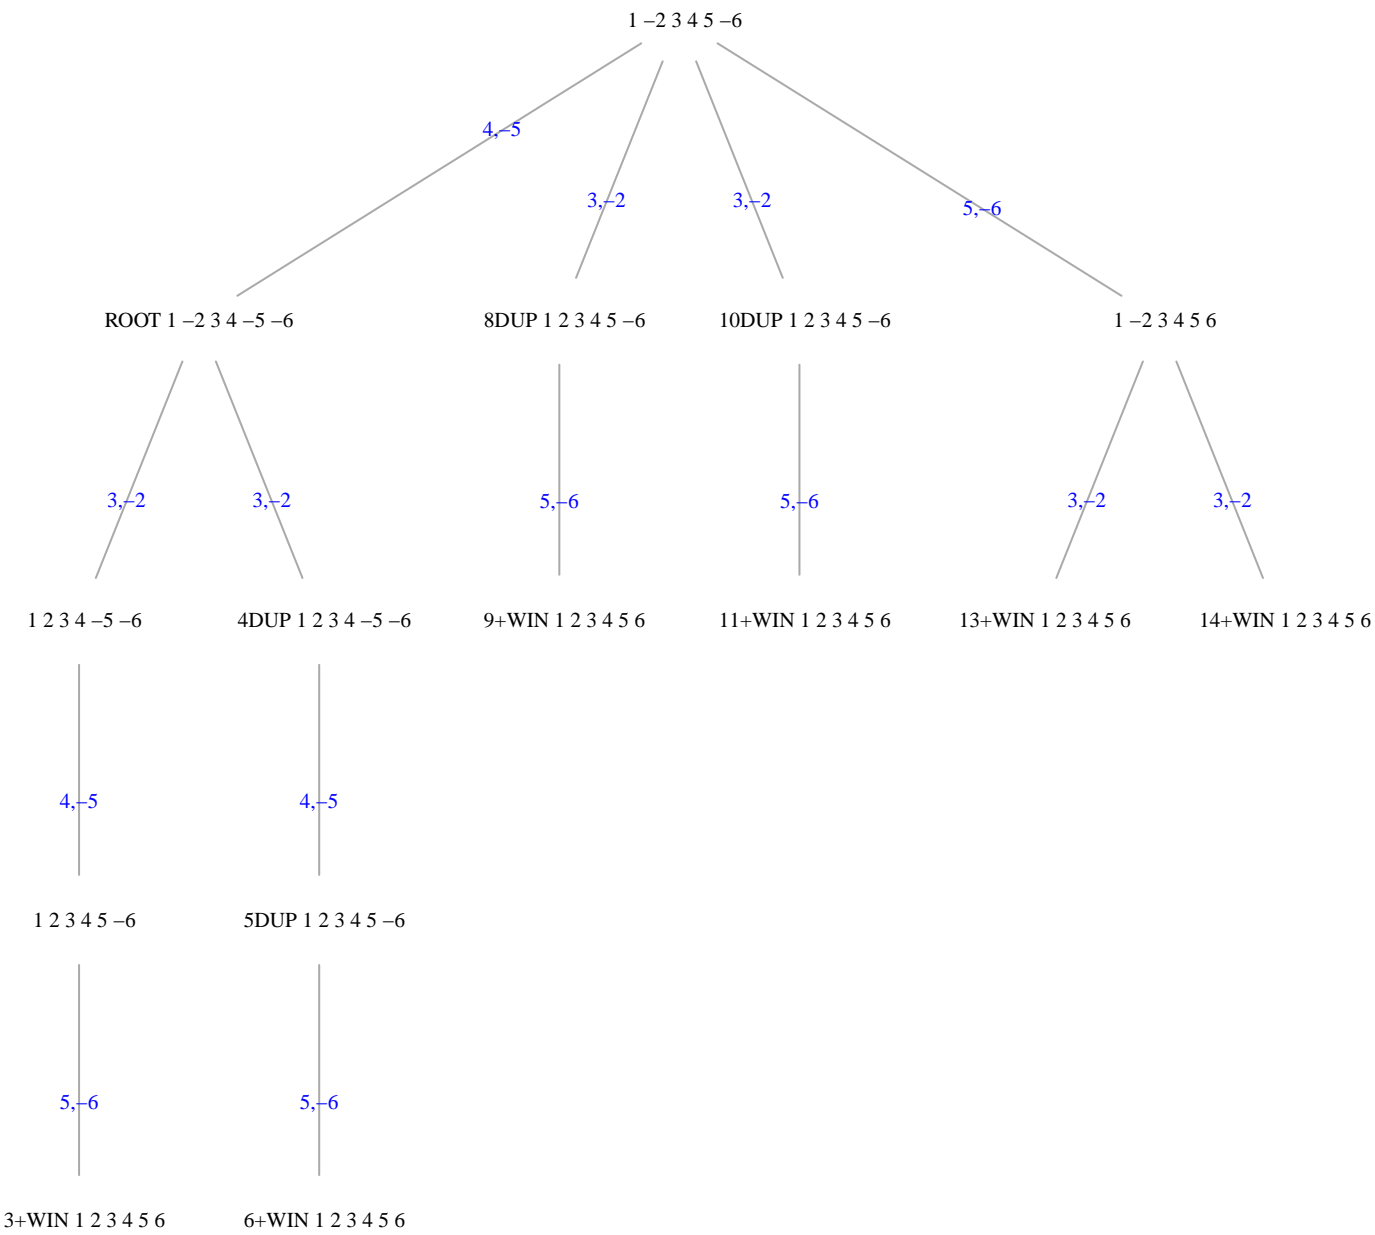 1 –2 3 4 5 –6
4,–5
3,–2
3,–2
5,–6
ROOT 1 –2 3 4 –5 –6
8DUP 1 2 3 4 5 –6
10DUP 1 2 3 4 5 –6
1 –2 3 4 5 6
3,–2
3,–2
5,–6
5,–6
3,–2
3,–2
1 2 3 4 –5 –6
4DUP 1 2 3 4 –5 –6
9+WIN 1 2 3 4 5 6
11+WIN 1 2 3 4 5 6
13+WIN 1 2 3 4 5 6
14+WIN 1 2 3 4 5 6
4,–5
4,–5
1 2 3 4 5 –6
5DUP 1 2 3 4 5 –6
5,–6
5,–6
3+WIN 1 2 3 4 5 6
6+WIN 1 2 3 4 5 6